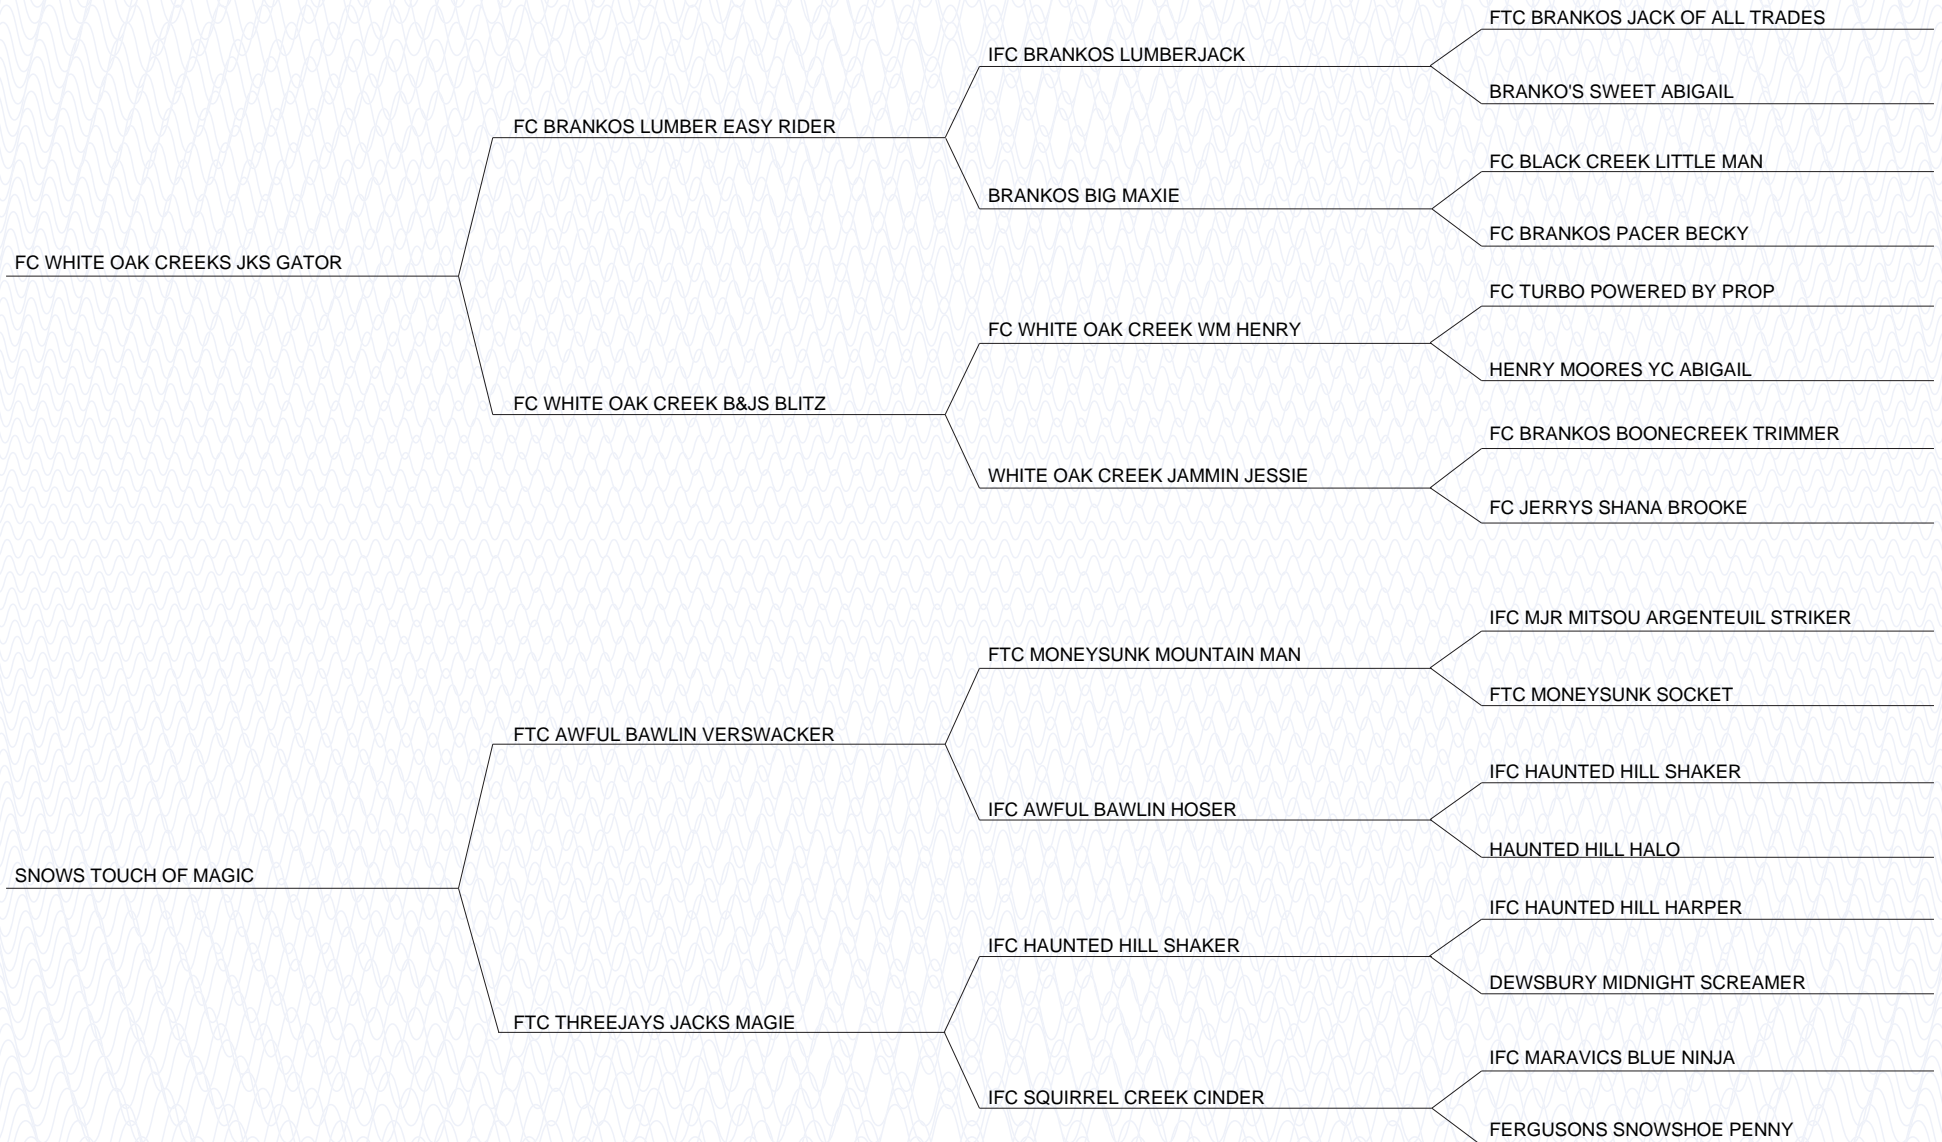 FTC BRANKOS JACK OF ALL TRADES
IFC BRANKOS LUMBERJACK
BRANKO'S SWEET ABIGAIL
FC BRANKOS LUMBER EASY RIDER
FC BLACK CREEK LITTLE MAN
BRANKOS BIG MAXIE
FC BRANKOS PACER BECKY
FC WHITE OAK CREEKS JKS GATOR
FC TURBO POWERED BY PROP
FC WHITE OAK CREEK WM HENRY
HENRY MOORES YC ABIGAIL
FC WHITE OAK CREEK B&JS BLITZ
FC BRANKOS BOONECREEK TRIMMER
WHITE OAK CREEK JAMMIN JESSIE
FC JERRYS SHANA BROOKE
IFC MJR MITSOU ARGENTEUIL STRIKER
FTC MONEYSUNK MOUNTAIN MAN
FTC MONEYSUNK SOCKET
FTC AWFUL BAWLIN VERSWACKER
IFC HAUNTED HILL SHAKER
IFC AWFUL BAWLIN HOSER
HAUNTED HILL HALO
SNOWS TOUCH OF MAGIC
IFC HAUNTED HILL HARPER
IFC HAUNTED HILL SHAKER
DEWSBURY MIDNIGHT SCREAMER
FTC THREEJAYS JACKS MAGIE
IFC MARAVICS BLUE NINJA
IFC SQUIRREL CREEK CINDER
FERGUSONS SNOWSHOE PENNY